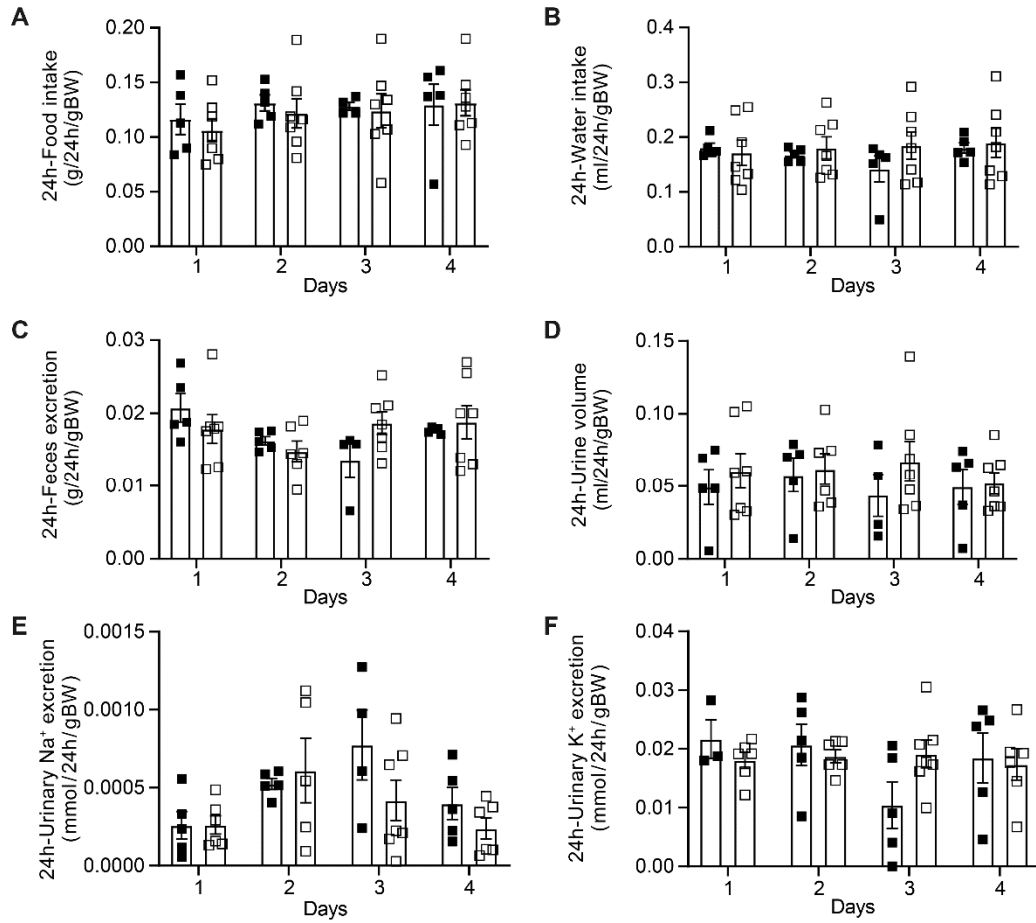 A
24h-Food intake
(g/24h/gBW)
0.20
0.15
0.10
0.05
0.00
1 2 3 4
Days
B
24h-Water intake
(ml/24h/gBW)
0.4
0.3
0.2
0.1
0.0
1 2 3 4
Days
C
24h-Feces excretion
(g/24h/gBW)
0.03
0.02
0.01
0.00
1 2 3 4
Days
D
24h-Urine volume
(ml/24h/gBW)
0.15
0.10
0.05
0.00
1 2 3 4
Days
E
24h-Urinary Na⁺ excretion
(mmol/24h/gBW)
0.0015
0.0010
0.0005
0.0000
1 2 3 4
Days
F
24h-Urinary K⁺ excretion
(mmol/24h/gBW)
0.04
0.03
0.02
0.01
0.00
1 2 3 4
Days